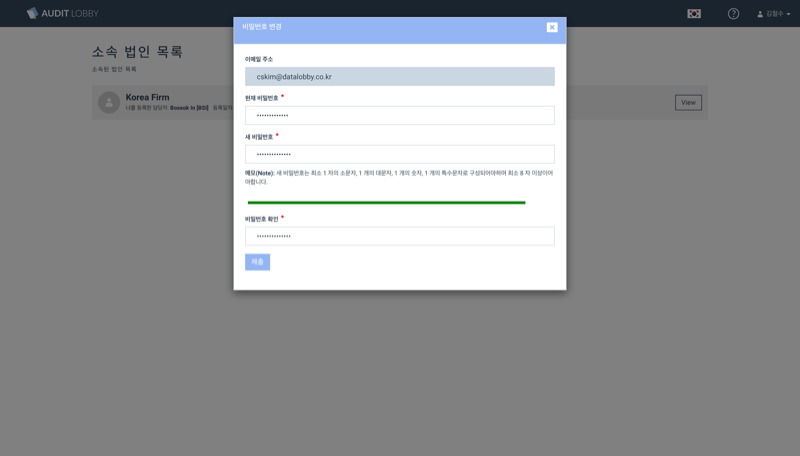 AUDIT LOBBY
김철수
소속 법인 목록
소속된 법인 목록
Korea Firm
나를 등록한 담당자: Boseok In [BSI] 등록일자
View
비밀번호 변경
이메일 주소
cskim@datalobby.co.kr
현재 비밀번호 *
•••••••••••••
새 비밀번호 *
••••••••••••••
메모(Note): 새 비밀번호는 최소 1 자의 소문자, 1 개의 대문자, 1 개의 숫자, 1 개의 특수문자로 구성되어야하며 최소 8 자 이상이어
야합니다.
비밀번호 확인 *
••••••••••••••
제출